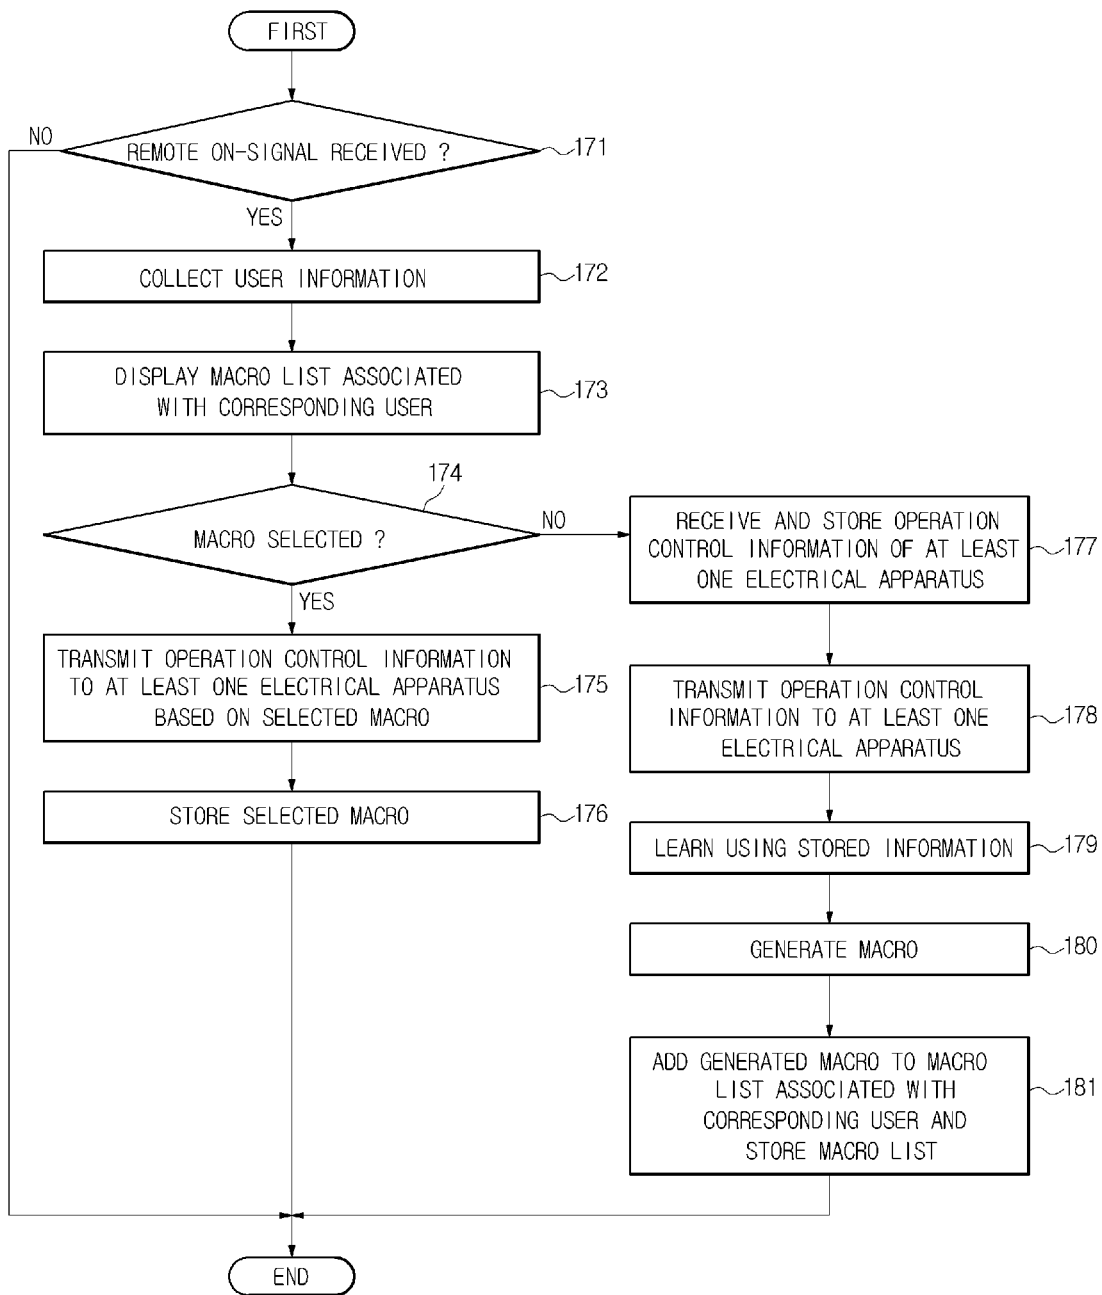 FIRST
NO
REMOTE ON-SIGNAL RECEIVED ?
171
YES
COLLECT USER INFORMATION
172
DISPLAY MACRO LIST ASSOCIATED
WITH CORRESPONDING USER
173
174
MACRO SELECTED ?
NO
YES
TRANSMIT OPERATION CONTROL INFORMATION
TO AT LEAST ONE ELECTRICAL APPARATUS
BASED ON SELECTED MACRO
175
STORE SELECTED MACRO
176
RECEIVE AND STORE OPERATION
CONTROL INFORMATION OF AT LEAST
ONE ELECTRICAL APPARATUS
177
TRANSMIT OPERATION CONTROL
INFORMATION TO AT LEAST ONE
ELECTRICAL APPARATUS
178
LEARN USING STORED INFORMATION
179
GENERATE MACRO
180
ADD GENERATED MACRO TO MACRO
LIST ASSOCIATED WITH
CORRESPONDING USER AND
STORE MACRO LIST
181
END